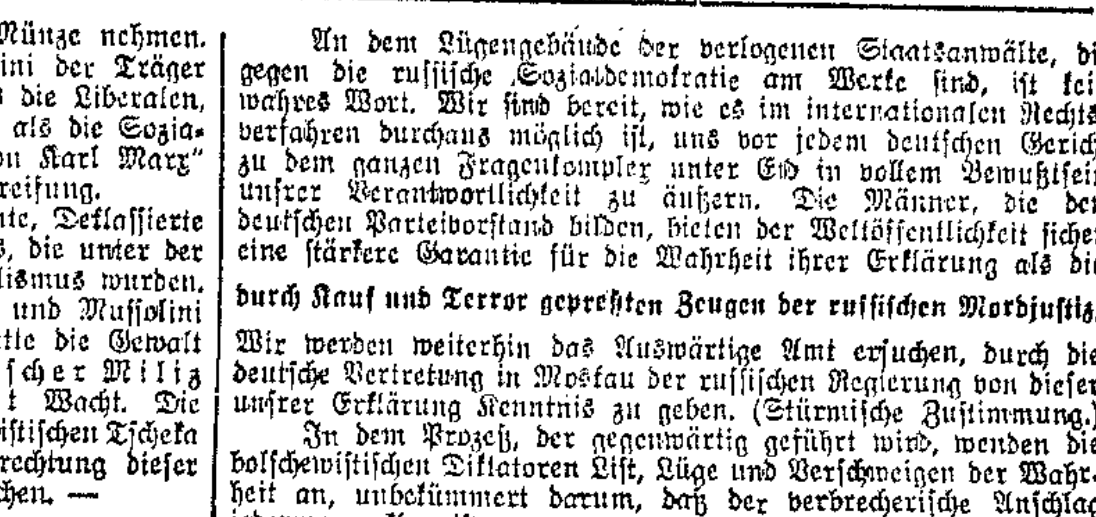 Münze nehmen.
ini der Träger
die Liberalen,
als die Sozia-
Karl Marx"
reifung.
Deklassierte
die unter der
lismus wurden.
und Mussolini
die Gewalt
scher Miliz
t Wacht. Die
istischen Tscheka
rechtung dieser
chen. —
An dem Lügengebäude der verlogenen Staatsanwälte, di
gegen die russische Sozialdemokratie am Werke sind, ist kei
wahres Wort. Wir sind bereit, wie es im internationalen Rechts
verfahren durchaus möglich ist, uns vor jedem deutschen Gerich
zu dem ganzen Fragenkomplex unter Eid in vollem Bewußtsein
unsrer Verantwortlichkeit zu äußern. Die Männer, die den
deutschen Parteivorstand bilden, bieten der Weltöffentlichkeit sicher
eine stärkere Garantie für die Wahrheit ihrer Erklärung als die
durch Kauf und Terror gepreßten Zeugen der russischen Mordjustiz.
Wir werden weiterhin das Auswärtige Amt ersuchen, durch die
deutsche Vertretung in Moskau der russischen Regierung von dieser
unsrer Erklärung Kenntnis zu geben. (Stürmische Zustimmung.)
In dem Prozeß, der gegenwärtig geführt wird, wenden die
bolschewistischen Diktatoren List, Lüge und Verschweigen der Wahr-
heit an, unbekümmert darum, daß der verbrecherische Anschlag